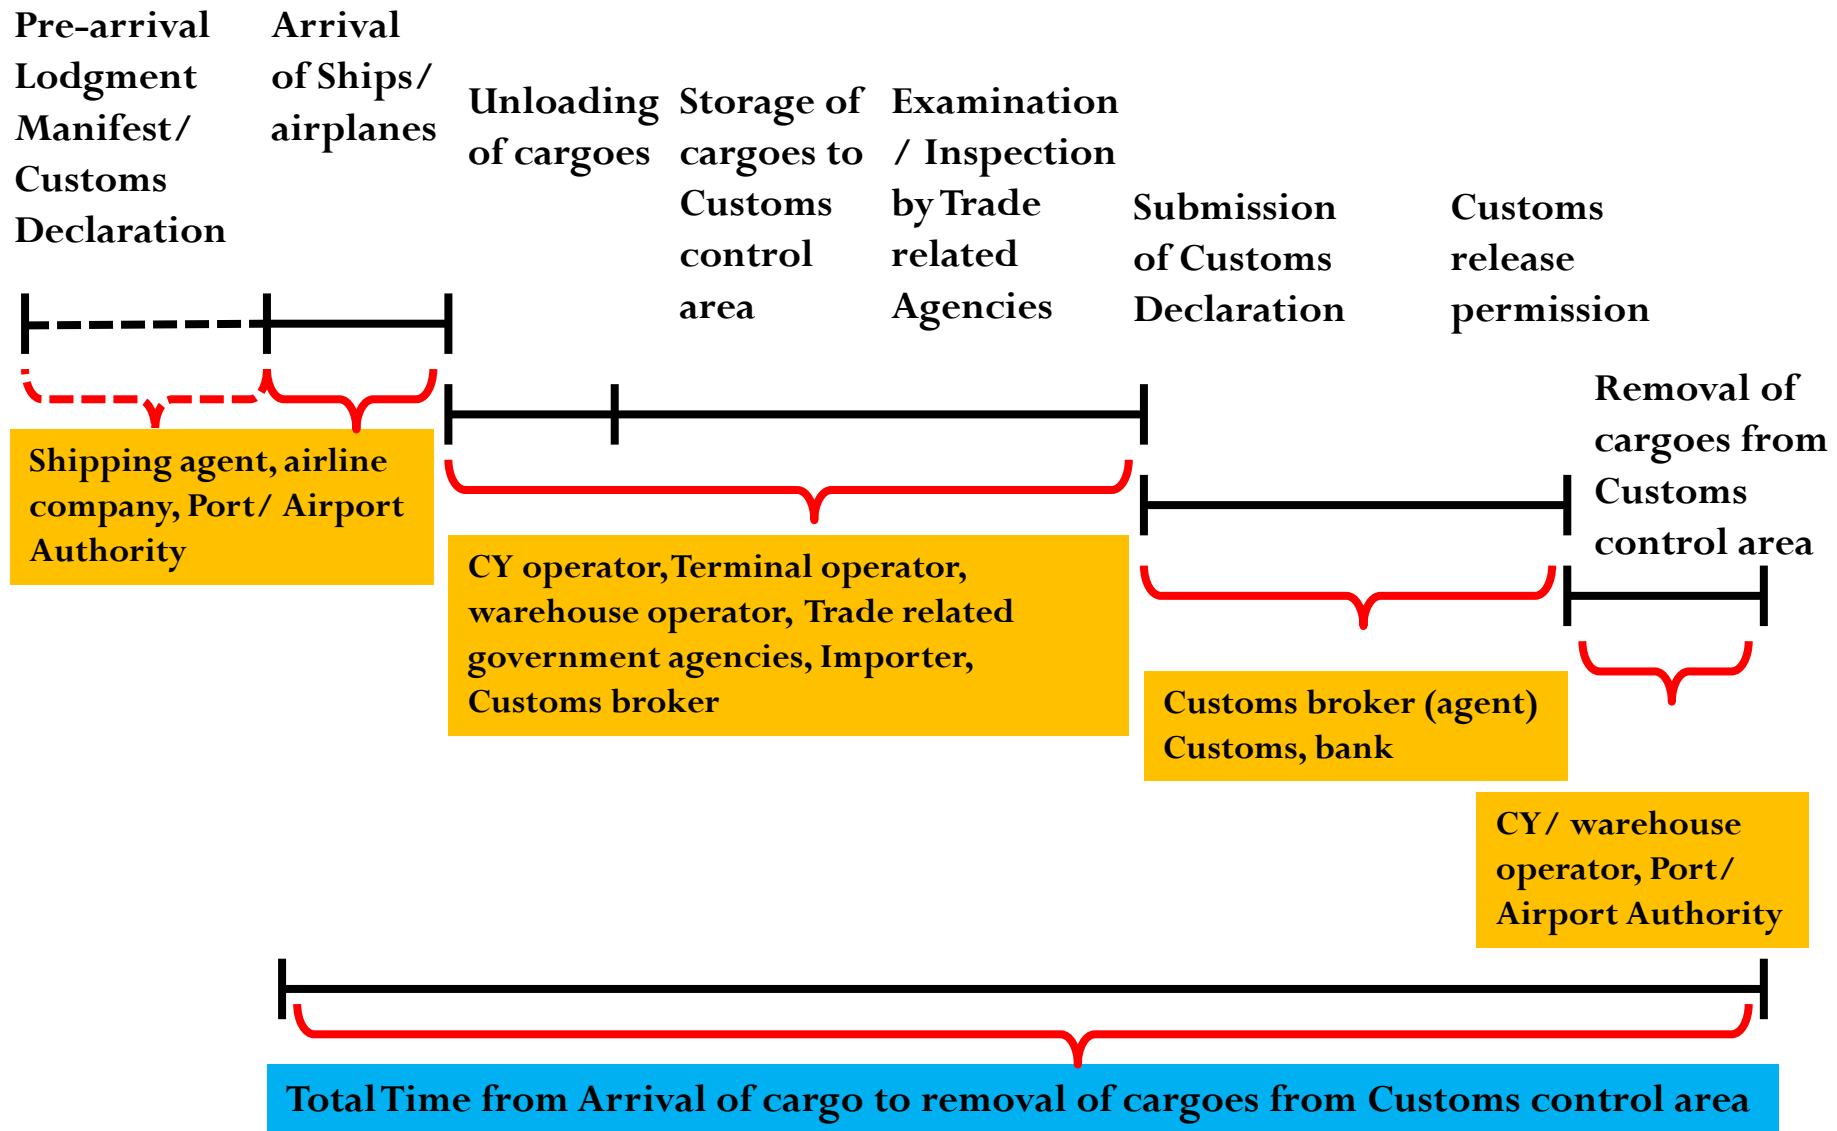 Pre-arrival
Lodgment
Manifest/
Customs
Declaration
Arrival
of Ships/
airplanes
Unloading
of cargoes
Storage of
cargoes to
Customs
control
area
Examination
/ Inspection
by Trade
related
Agencies
Submission
of Customs
Declaration
Customs
release
permission
Removal of
cargoes from
Customs
control area
Shipping agent, airline
company, Port/ Airport
Authority
CY operator, Terminal operator,
warehouse operator, Trade related
government agencies, Importer,
Customs broker
Customs broker (agent)
Customs, bank
CY/ warehouse
operator, Port/
Airport Authority
Total Time from Arrival of cargo to removal of cargoes from Customs control area